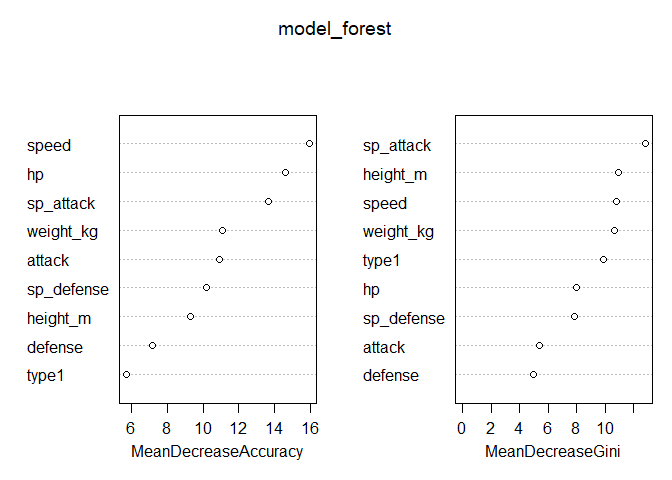 model_forest
speed
hp
sp_attack
weight_kg
attack
sp_defense
height_m
defense
type1
6 8 10 12 14 16
MeanDecreaseAccuracy
sp_attack
height_m
speed
weight_kg
type1
hp
sp_defense
attack
defense
0 2 4 6 8 10
MeanDecreaseGini